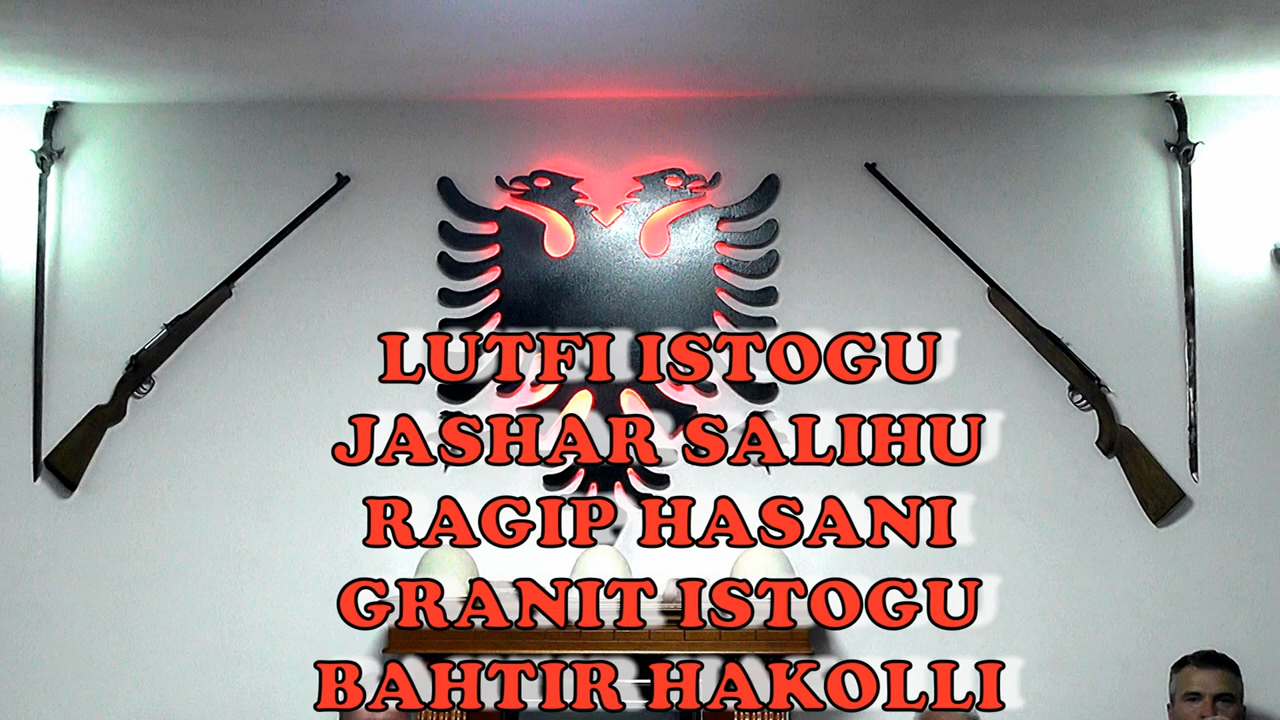 LUTFI ISTOGU
JASHAR SALIHU
RAGIP HASANI
GRANIT ISTOGU
BAHTIR HAKOLLI